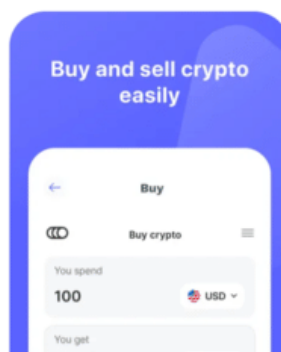 Buy and sell crypto
easily
Buy
Buy crypto
You spend
100
USD
You get